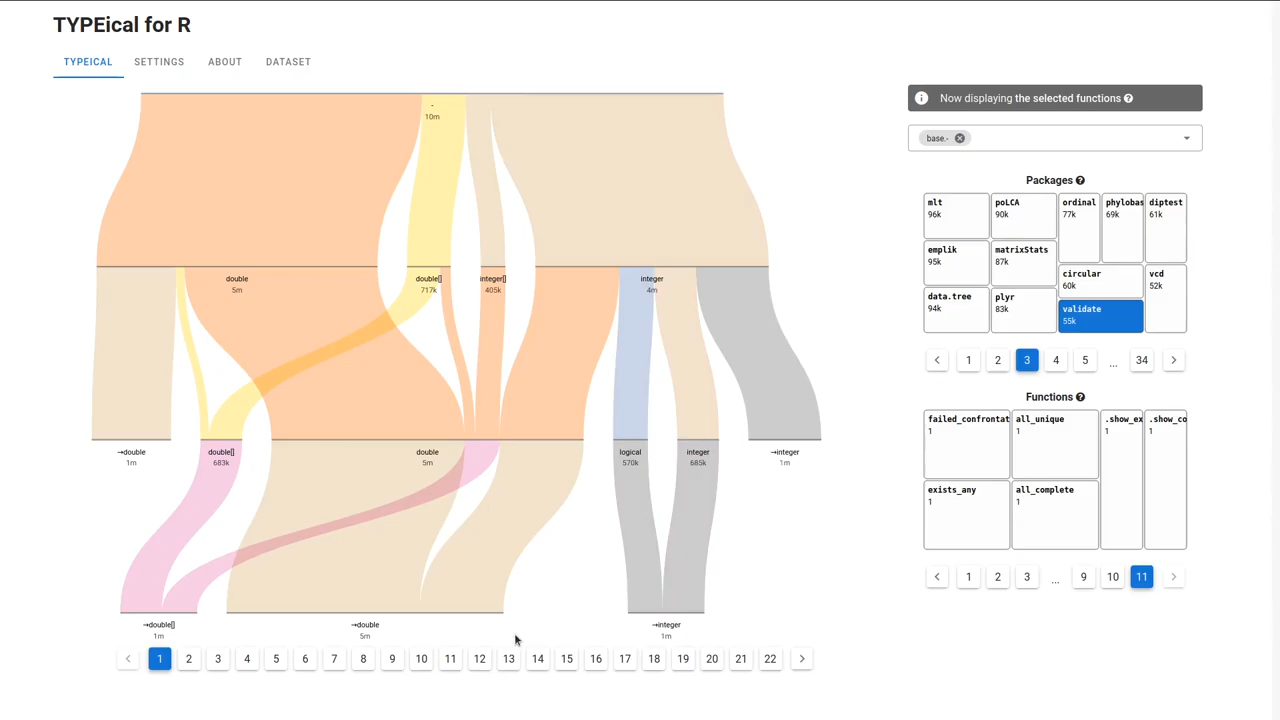 TYPEical for R
TYPEICAL SETTINGS ABOUT DATASET
Now displaying the selected functions
base.-
-
10m
double
5m
double[]
717k
integer[]
405k
integer
4m
→double
1m
double[]
683k
double
5m
logical
570k
integer
685k
→integer
1m
→double[]
1m
→double
5m
→integer
1m
1 2 3 4 5 6 7 8 9 10 11 12 13 14 15 16 17 18 19 20 21 22
Packages
mlt
96k
poLCA
90k
ordinal
77k
phylobas
69k
diptest
61k
emplik
95k
matrixStats
87k
circular
60k
vcd
52k
data.tree
94k
plyr
83k
validate
55k
1 2 3 4 5 ... 34
Functions
failed_confrontat
1
all_unique
1
.show_ex
1
.show_co
1
exists_any
1
all_complete
1
1 2 3 ... 9 10 11